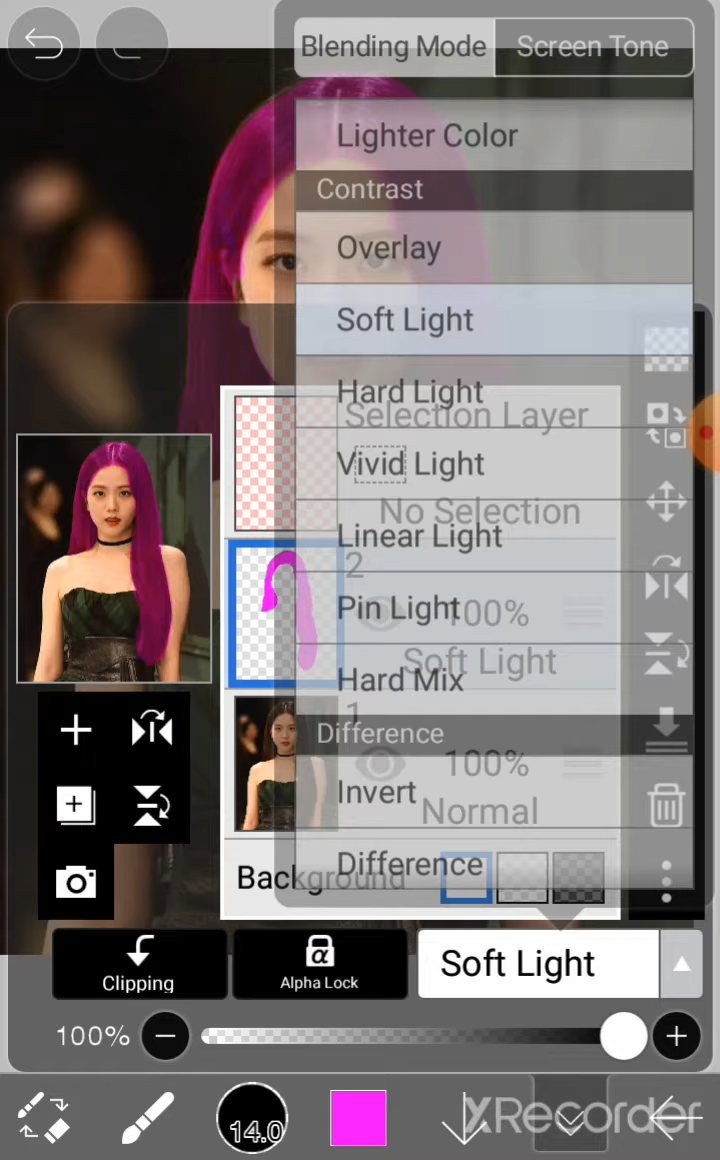 Blending Mode
Screen Tone
Lighter Color
Contrast
Overlay
Soft Light
Hard Light
Selection Layer
Vivid Light
No Selection
Linear Light
2
Pin Light
100%
Soft Light
Hard Mix
1
Difference
100%
Invert
Normal
Difference
Background
Clipping
α
Alpha Lock
Soft Light
100%
14.0
XRecorder